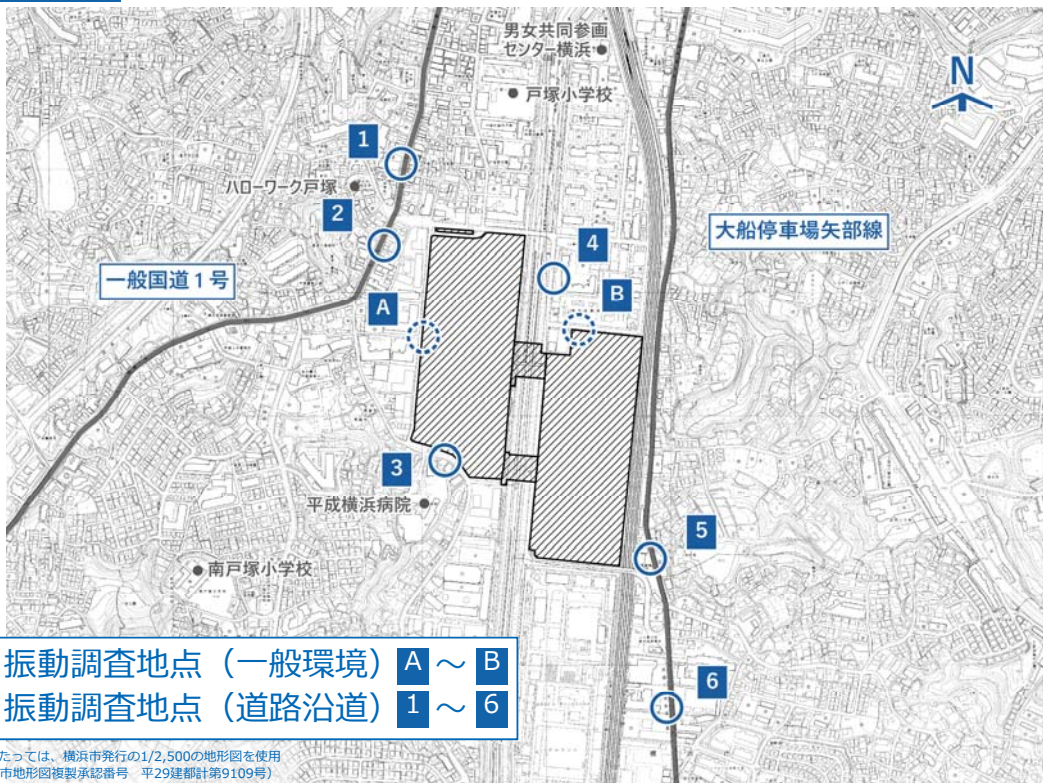 男女共同参画
センター横浜
戸塚小学校
N
1
ハローワーク戸塚
2
4
大船停車場矢部線
一般国道1号
A
B
3
平成横浜病院
5
南戸塚小学校
6
振動調査地点（一般環境）A～B
振動調査地点（道路沿道）1～6
たっては、横浜市発行の1/2,500の地形図を使用
市地形図複製承認番号　平29建都計第9109号）